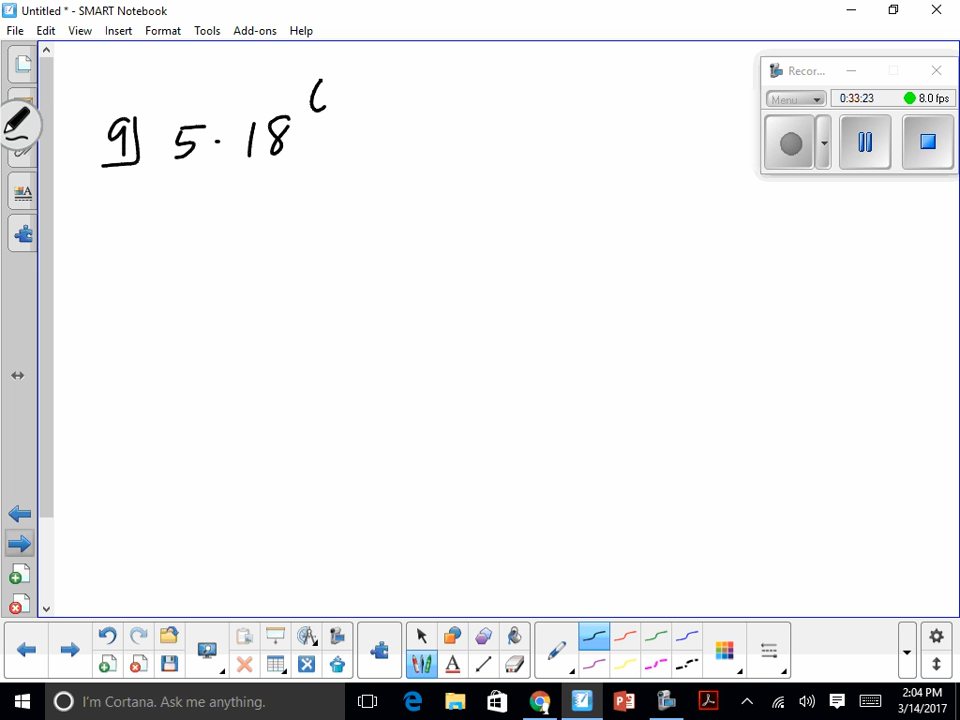 Untitled * - SMART Notebook
File Edit View Insert Format Tools Add-ons Help
Recor...
Menu 0:33:23 8.0 fps
9] 5·18^(
A
I'm Cortana. Ask me anything.
2:04 PM
3/14/2017